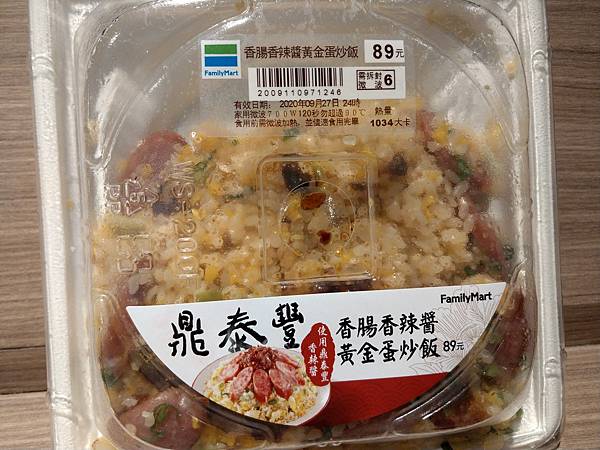 FamilyMart
香腸香辣醬黃金蛋炒飯 89元
2009110971246
需拆封
微波 6
有效日期: 2020年09月27日 24時
家用微波700W120秒勿超過90℃
食用前需微波加熱, 並儘速食用完畢
熱量
1034大卡
FamilyMart
鼎泰豐
使用鼎泰豐
香辣醬
香腸香辣醬
黃金蛋炒飯 89元